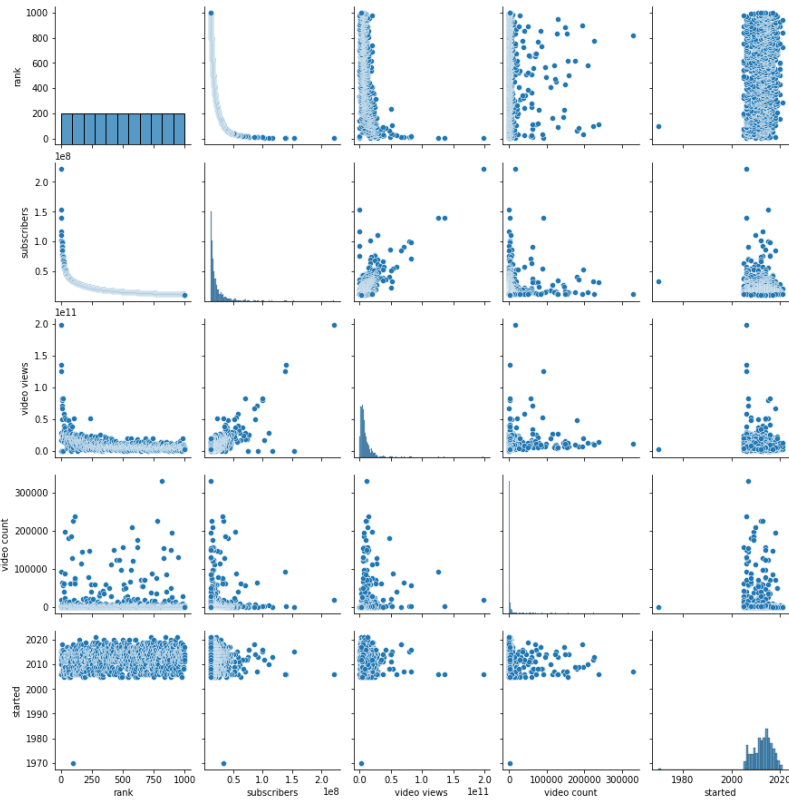 1000
800
600
400
200
0
rank
1e8
2.0
1.5
1.0
0.5
subscribers
1e11
2.0
1.5
1.0
0.5
0.0
video views
300000
200000
100000
0
video count
2020
2010
2000
1990
1980
1970
started
0 250 500 750 1000
rank
0.5 1.0 1.5 2.0
subscribers 1e8
0.0 0.5 1.0 1.5 2.0
video views 1e11
0 100000 200000 300000
video count
1980 2000 2020
started